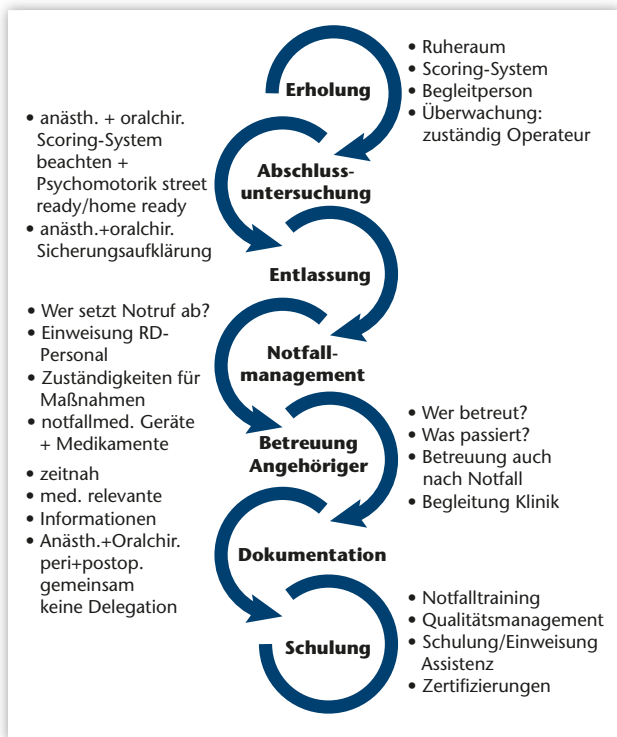 Erholung
• Ruheraum
• Scoring-System
• Begleitperson
• Überwachung:
zuständig Operateur
• anästh. + oralchir.
Scoring-System
beachten +
Psychomotorik street
ready/home ready
• anästh.+oralchir.
Sicherungsaufklärung
Abschluss-
untersuchung
Entlassung
• Wer setzt Notruf ab?
• Einweisung RD-
Personal
• Zuständigkeiten für
Maßnahmen
• notfallmed. Geräte
+ Medikamente
Notfall-
management
Betreuung
Angehöriger
• Wer betreut?
• Was passiert?
• Betreuung auch
nach Notfall
• Begleitung Klinik
• zeitnah
• med. relevante
• Informationen
• Anästh.+Oralchir.
peri+postop.
gemeinsam
keine Delegation
Dokumentation
Schulung
• Notfalltraining
• Qualitätsmanagement
• Schulung/Einweisung
Assistenz
• Zertifizierungen